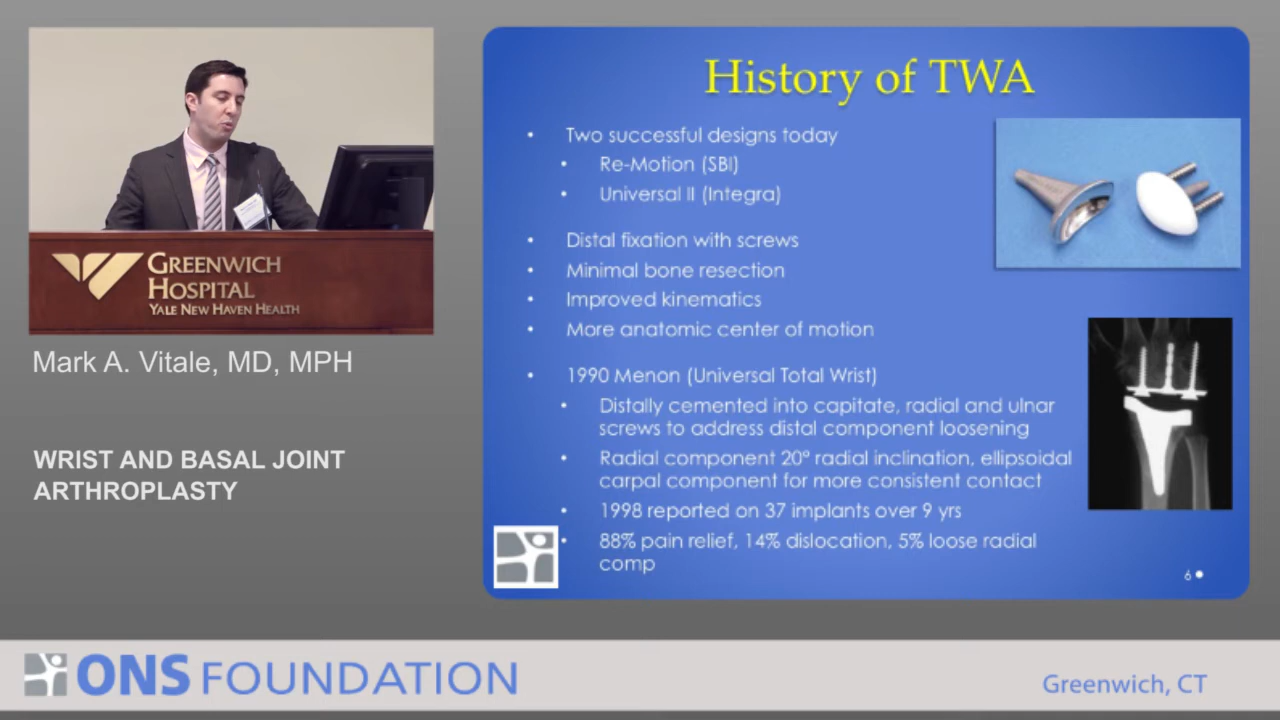 GREENWICH
HOSPITAL
YALE NEW HAVEN HEALTH
Mark A. Vitale, MD, MPH
WRIST AND BASAL JOINT
ARTHROPLASTY
History of TWA
• Two successful designs today
• Re-Motion (SBI)
• Universal II (Integra)
• Distal fixation with screws
• Minimal bone resection
• Improved kinematics
• More anatomic center of motion
• 1990 Menon (Universal Total Wrist)
• Distally cemented into capitate, radial and ulnar
screws to address distal component loosening
• Radial component 20° radial inclination, ellipsoidal
carpal component for more consistent contact
• 1998 reported on 37 implants over 9 yrs
• 88% pain relief, 14% dislocation, 5% loose radial
comp
6
ONS FOUNDATION
Greenwich, CT